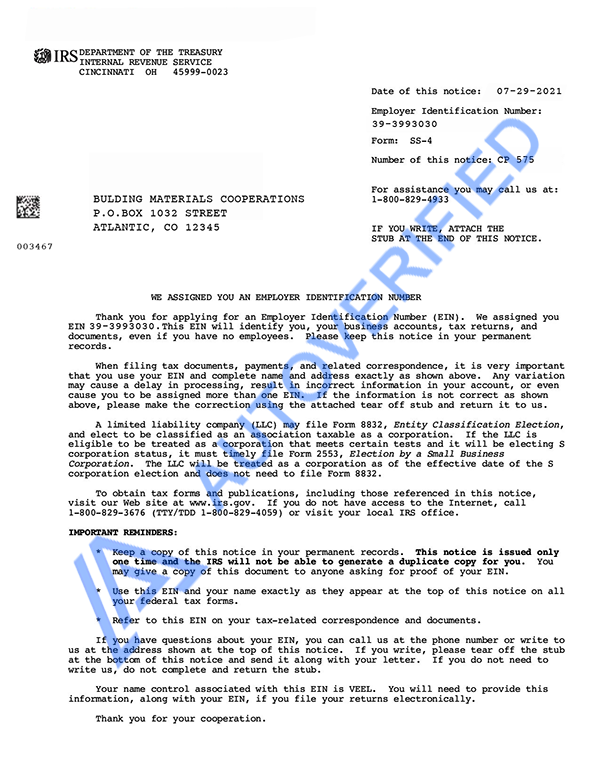 IRS DEPARTMENT OF THE TREASURY
INTERNAL REVENUE SERVICE
CINCINNATI OH 45999-0023
Date of this notice: 07-29-2021
Employer Identification Number:
39-3993030
Form: SS-4
Number of this notice: CP 575
For assistance you may call us at:
1-800-829-4933
IF YOU WRITE, ATTACH THE
STUB AT THE END OF THIS NOTICE.
BULDING MATERIALS COOPERATIONS
P.O.BOX 1032 STREET
ATLANTIC, CO 12345
003467
WE ASSIGNED YOU AN EMPLOYER IDENTIFICATION NUMBER
Thank you for applying for an Employer Identification Number (EIN). We assigned you
EIN 39-3993030. This EIN will identify you, your business accounts, tax returns, and
documents, even if you have no employees. Please keep this notice in your permanent
records.
When filing tax documents, payments, and related correspondence, it is very important
that you use your EIN and complete name and address exactly as shown above. Any variation
may cause a delay in processing, result in incorrect information in your account, or even
cause you to be assigned more than one EIN. If the information is not correct as shown
above, please make the correction using the attached tear off stub and return it to us.
A limited liability company (LLC) may file Form 8832, Entity Classification Election,
and elect to be classified as an association taxable as a corporation. If the LLC is
eligible to be treated as a corporation that meets certain tests and it will be electing S
corporation status, it must timely file Form 2553, Election by a Small Business
Corporation. The LLC will be treated as a corporation as of the effective date of the S
corporation election and does not need to file Form 8832.
To obtain tax forms and publications, including those referenced in this notice,
visit our Web site at www.irs.gov. If you do not have access to the Internet, call
1-800-829-3676 (TTY/TDD 1-800-829-4059) or visit your local IRS office.
IMPORTANT REMINDERS:
* Keep a copy of this notice in your permanent records. This notice is issued only
one time and the IRS will not be able to generate a duplicate copy for you. You
may give a copy of this document to anyone asking for proof of your EIN.
* Use this EIN and your name exactly as they appear at the top of this notice on all
your federal tax forms.
* Refer to this EIN on your tax-related correspondence and documents.
If you have questions about your EIN, you can call us at the phone number or write to
us at the address shown at the top of this notice. If you write, please tear off the stub
at the bottom of this notice and send it along with your letter. If you do not need to
write us, do not complete and return the stub.
Your name control associated with this EIN is VEEL. You will need to provide this
information, along with your EIN, if you file your returns electronically.
Thank you for your cooperation.
AUTOVERIFIED